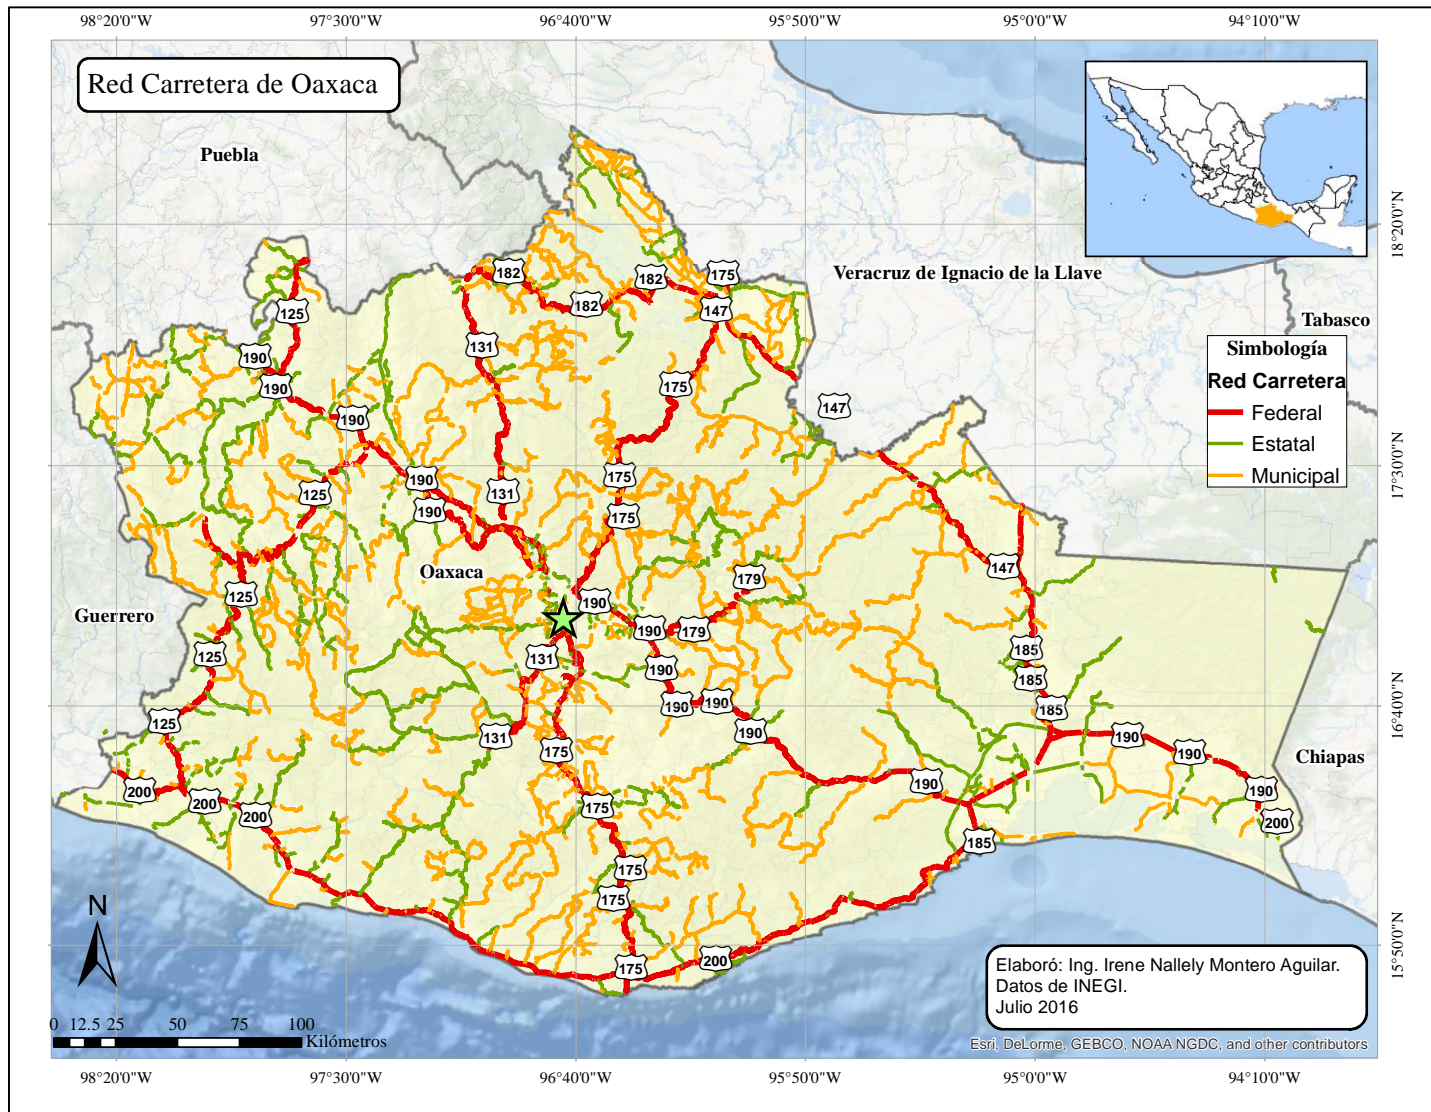 98°20'0"W
97°30'0"W
96°40'0"W
95°50'0"W
95°0'0"W
94°10'0"W
Red Carretera de Oaxaca
Puebla
18°20'0"N
182
182
175
Veracruz de Ignacio de la Llave
125
182
147
Tabasco
131
190
Simbología
190
175
Red Carretera
147
Federal
190
Estatal
190
175
Municipal
17°30'0"N
125
131
190
175
147
Oaxaca
179
125
190
Guerrero
190
179
185
125
131
190
185
190
190
185
16°40'0"N
125
190
131
190
175
190
Chiapas
200
190
190
200
175
200
200
185
175
175
N
200
175
15°50'0"N
Elaboró: Ing. Irene Nallely Montero Aguilar.
Datos de INEGI.
Julio 2016
0 12.5 25 50 75 100
Kilómetros
Esri, DeLorme, GEBCO, NOAA NGDC, and other contributors
98°20'0"W
97°30'0"W
96°40'0"W
95°50'0"W
95°0'0"W
94°10'0"W